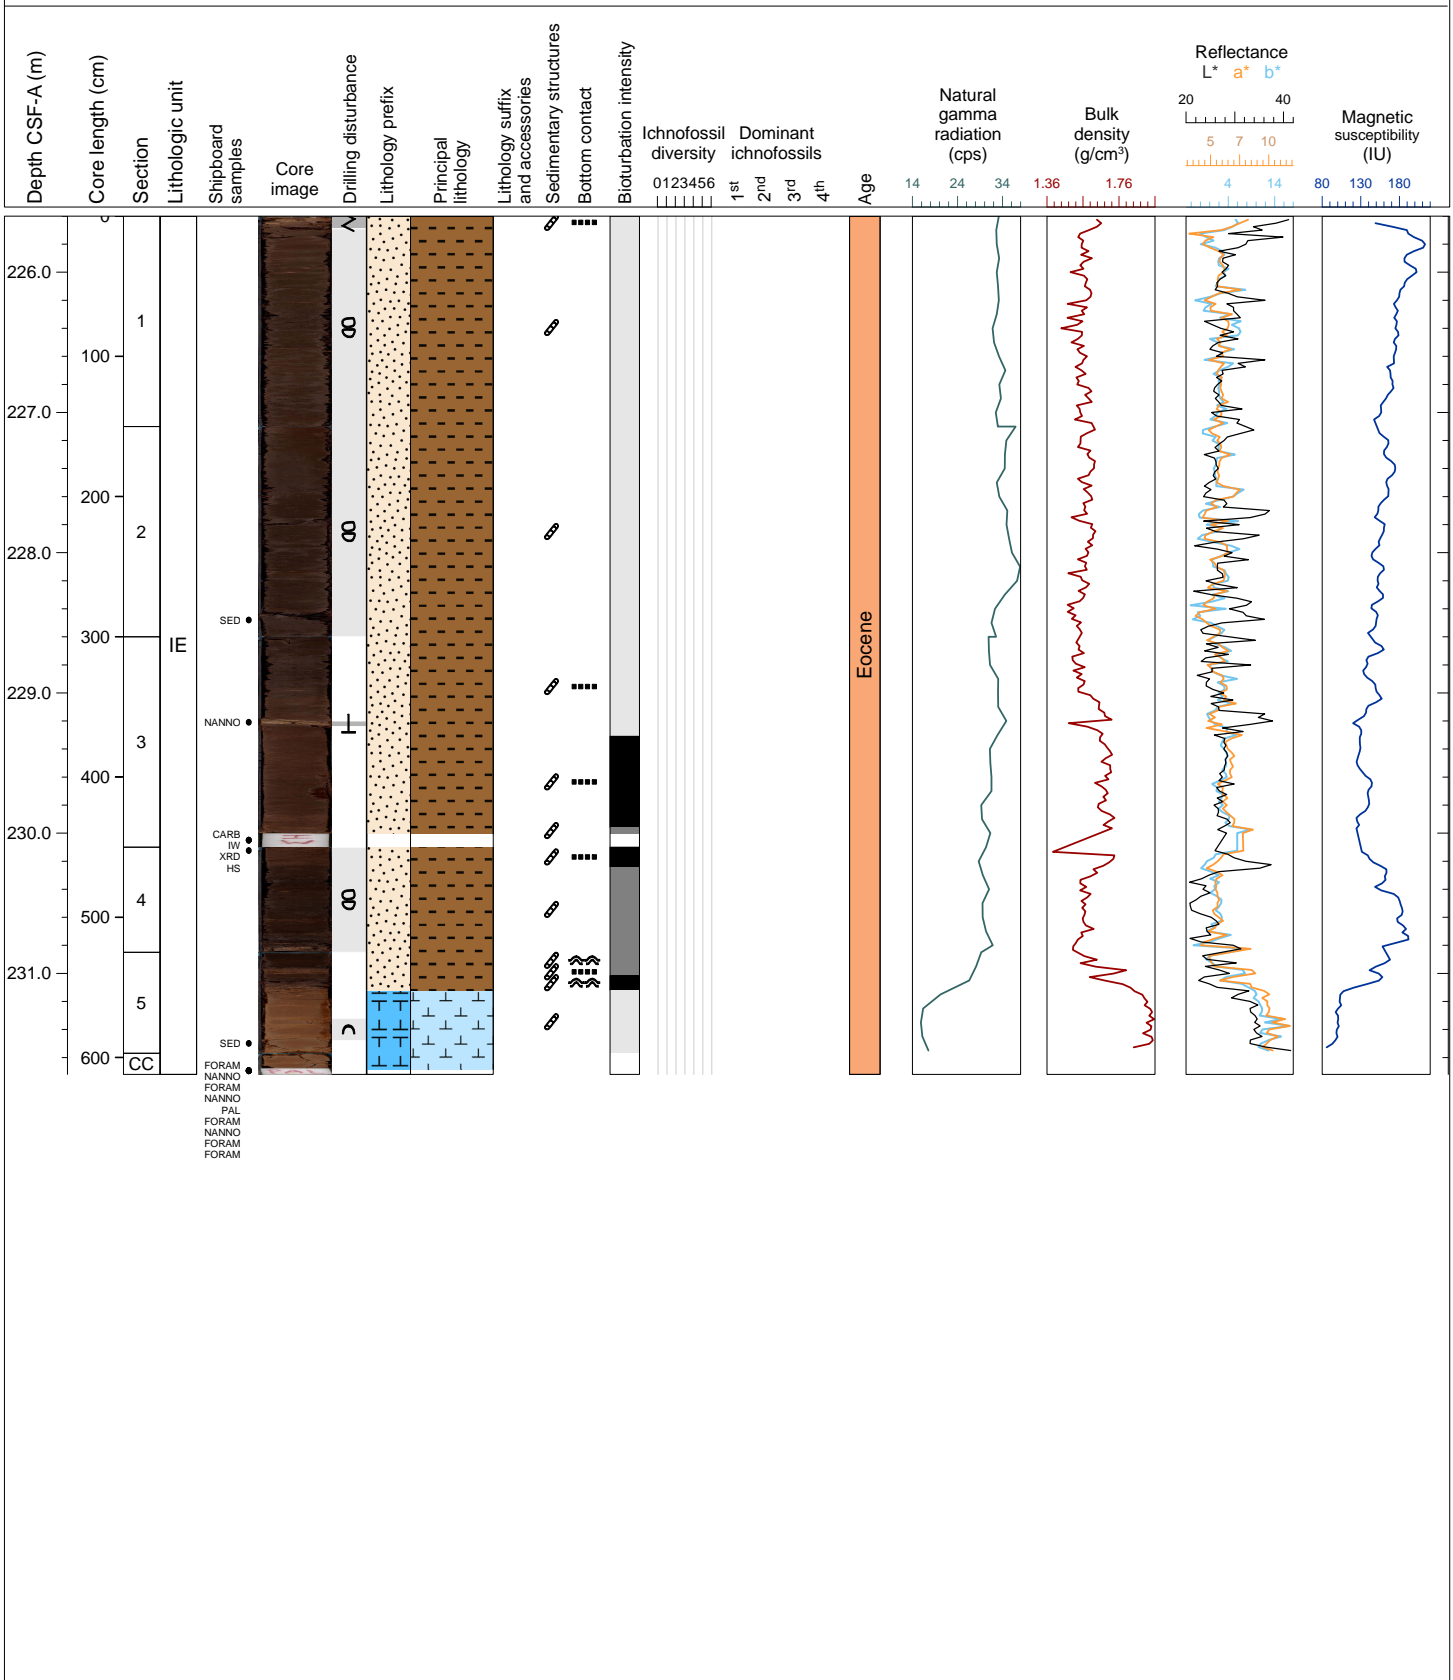 Depth CSF-A (m)
Core length (cm)
Section
Lithologic unit
Shipboard
samples
Core
image
Drilling disturbance
Lithology prefix
Principal
lithology
Lithology suffix
and accessories
Sedimentary structures
Bottom contact
Bioturbation intensity
Ichnofossil
diversity
0123456
Dominant
ichnofossils
1st
2nd
3rd
4th
Age
Natural
gamma
radiation
(cps)
14 24 34
Bulk
density
(g/cm³)
1.36 1.76
Reflectance
L* a* b*
20 40
5 7 10
4 14
Magnetic
susceptibility
(IU)
80 130 180
0
226.0
1
100
227.0
200
2
228.0
SED
300
IE
Eocene
229.0
NANNO
3
400
230.0
CARB
IW
XRD
HS
4
500
231.0
5
SED
600
CC
FORAM
NANNO
FORAM
NANNO
PAL
FORAM
NANNO
FORAM
FORAM